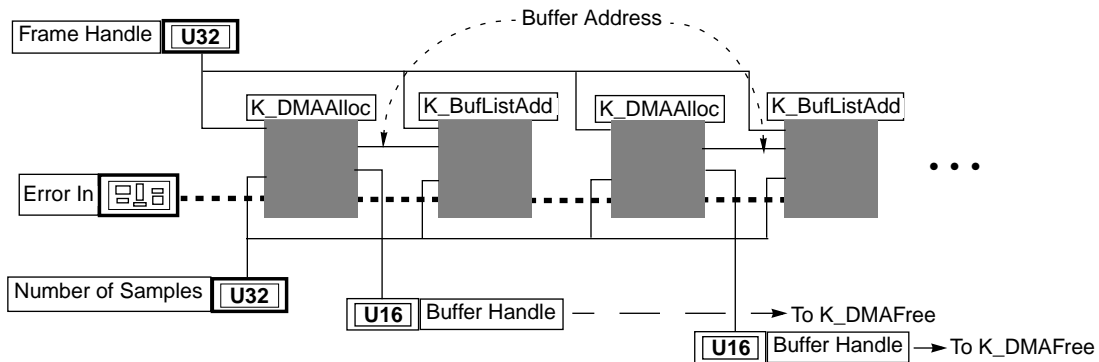 Buffer Address
Frame Handle U32
K_DMAAlloc
K_BufListAdd
K_DMAAlloc
K_BufListAdd
Error In
Number of Samples U32
U16 Buffer Handle To K_DMAFree
U16 Buffer Handle To K_DMAFree